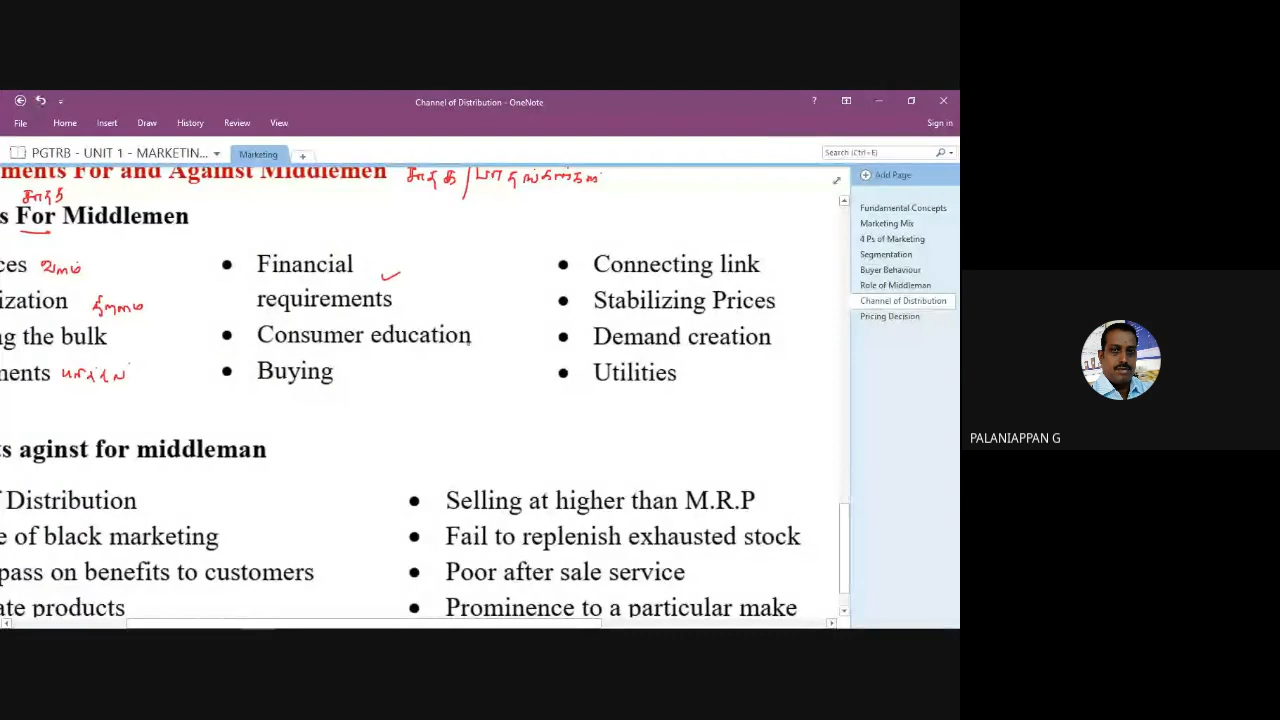 Channel of Distribution - OneNote
?
File Home Insert Draw History Review View
Sign in
PGTRB - UNIT 1 - MARKETIN...
Marketing
Search (Ctrl+E)
ments For and Against Middlemen
Add Page
s For Middlemen
Fundamental Concepts
Marketing Mix
4 Ps of Marketing
Segmentation
Buyer Behaviour
Role of Middleman
Channel of Distribution
Pricing Decision
ces
ization
ng the bulk
nents
• Financial requirements
• Consumer education
• Buying
• Connecting link
• Stabilizing Prices
• Demand creation
• Utilities
ts aginst for middleman
f Distribution
e of black marketing
pass on benefits to customers
ate products
• Selling at higher than M.R.P
• Fail to replenish exhausted stock
• Poor after sale service
• Prominence to a particular make
PALANIAPPAN G